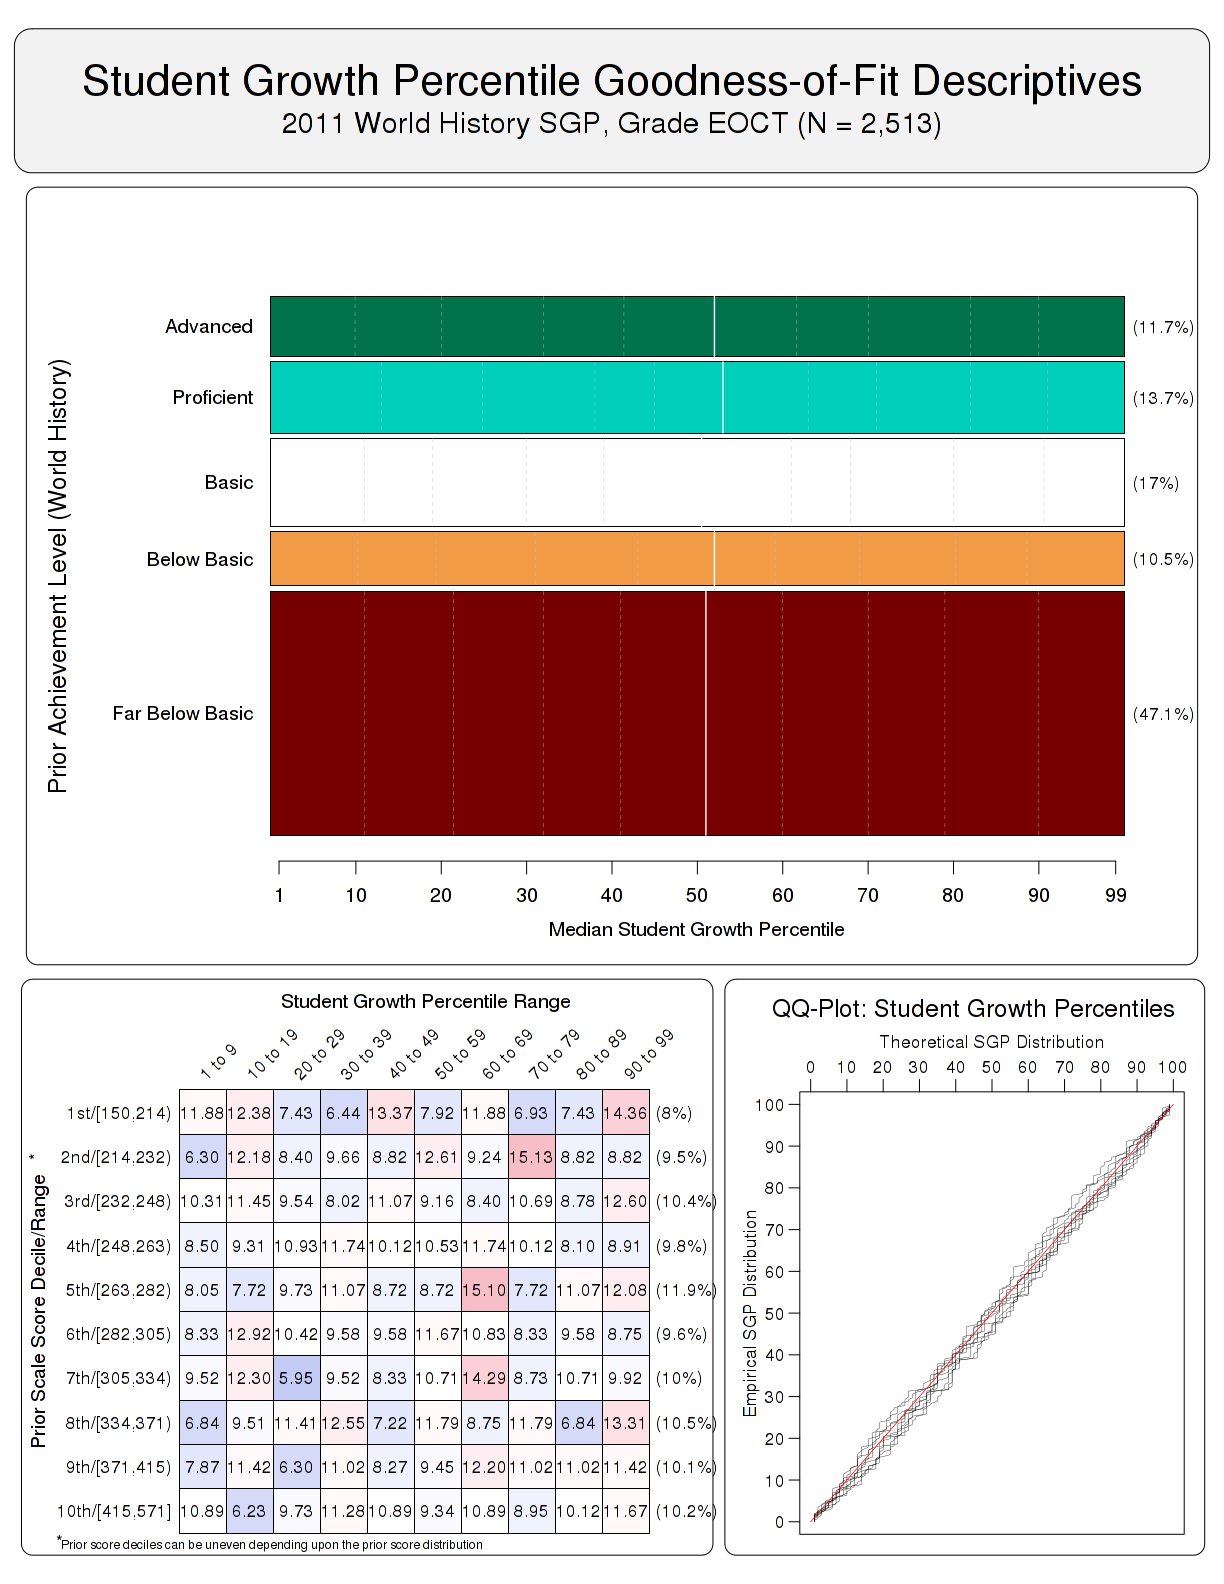 Student Growth Percentile Goodness-of-Fit Descriptives
2011 World History SGP, Grade EOCT (N = 2,513)
Prior Achievement Level (World History)
Advanced (11.7%)
Proficient (13.7%)
Basic (17%)
Below Basic (10.5%)
Far Below Basic (47.1%)
1 10 20 30 40 50 60 70 80 90 99
Median Student Growth Percentile
Student Growth Percentile Range
1 to 9 10 to 19 20 to 29 30 to 39 40 to 49 50 to 59 60 to 69 70 to 79 80 to 89 90 to 99
Prior Scale Score Decile/Range *
1st/[150,214) 11.88 12.38 7.43 6.44 13.37 7.92 11.88 6.93 7.43 14.36 (8%)
2nd/[214,232) 6.30 12.18 8.40 9.66 8.82 12.61 9.24 15.13 8.82 8.82 (9.5%)
3rd/[232,248) 10.31 11.45 9.54 8.02 11.07 9.16 8.40 10.69 8.78 12.60 (10.4%)
4th/[248,263) 8.50 9.31 10.93 11.74 10.12 10.53 11.74 10.12 8.10 8.91 (9.8%)
5th/[263,282) 8.05 7.72 9.73 11.07 8.72 8.72 15.10 7.72 11.07 12.08 (11.9%)
6th/[282,305) 8.33 12.92 10.42 9.58 9.58 11.67 10.83 8.33 9.58 8.75 (9.6%)
7th/[305,334) 9.52 12.30 5.95 9.52 8.33 10.71 14.29 8.73 10.71 9.92 (10%)
8th/[334,371) 6.84 9.51 11.41 12.55 7.22 11.79 8.75 11.79 6.84 13.31 (10.5%)
9th/[371,415) 7.87 11.42 6.30 11.02 8.27 9.45 12.20 11.02 11.02 11.42 (10.1%)
10th/[415,571] 10.89 6.23 9.73 11.28 10.89 9.34 10.89 8.95 10.12 11.67 (10.2%)
*Prior score deciles can be uneven depending upon the prior score distribution
QQ-Plot: Student Growth Percentiles
Theoretical SGP Distribution
0 10 20 30 40 50 60 70 80 90 100
Empirical SGP Distribution
100
90
80
70
60
50
40
30
20
10
0